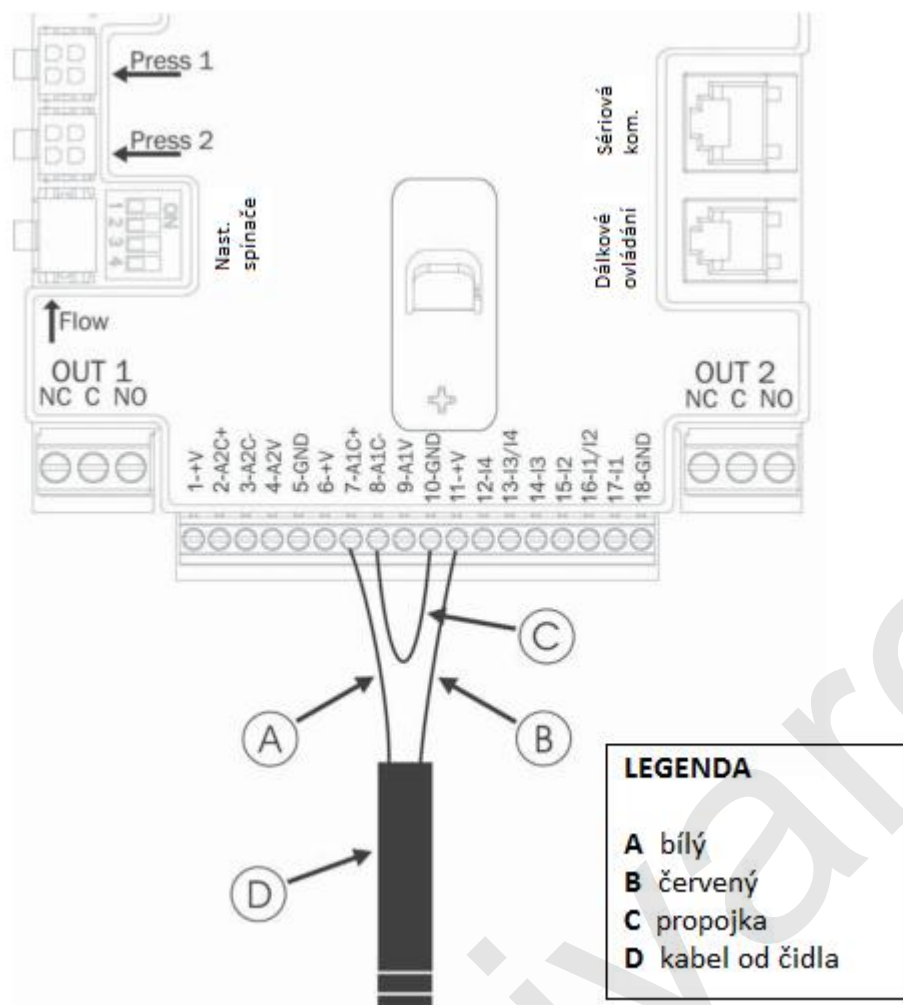 Press 1
Press 2
Nast.
spínače
ON
1
2
3
4
Flow
Sériová
kom.
Dálkové
ovládání
OUT 1
NC C NO
OUT 2
NC C NO
1-+V
2-A2C+
3-A2C-
4-A2V
5-GND
6-+V
7-A1C+
8-A1C-
9-A1V
10-GND
11-+V
12-I4
13-I3/I4
14-I3
15-I2
16-I1/I2
17-I1
18-GND
C
A
B
D
LEGENDA
A bílý
B červený
C propojka
D kabel od čidla